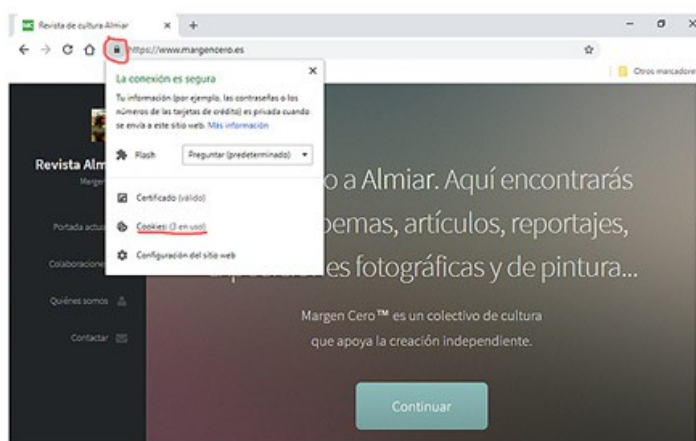 Revista de cultura Almiar
https://www.margencero.es
Otros marcadores
La conexión es segura
Tu información (por ejemplo, las contraseñas o los
números de las tarjetas de crédito) es privada cuando
se envía a este sitio web. Más información
Flash
Preguntar (predeterminado)
Certificado (válido)
Cookies (3 en uso)
Configuración del sitio web
Revista Alm
Margen
Portada actua
Colaboracione
Quiénes somos
Contactar
o a Almiar. Aquí encontrarás
oemas, artículos, reportajes,
es fotográficas y de pintura...
Margen Cero™ es un colectivo de cultura
que apoya la creación independiente.
Continuar